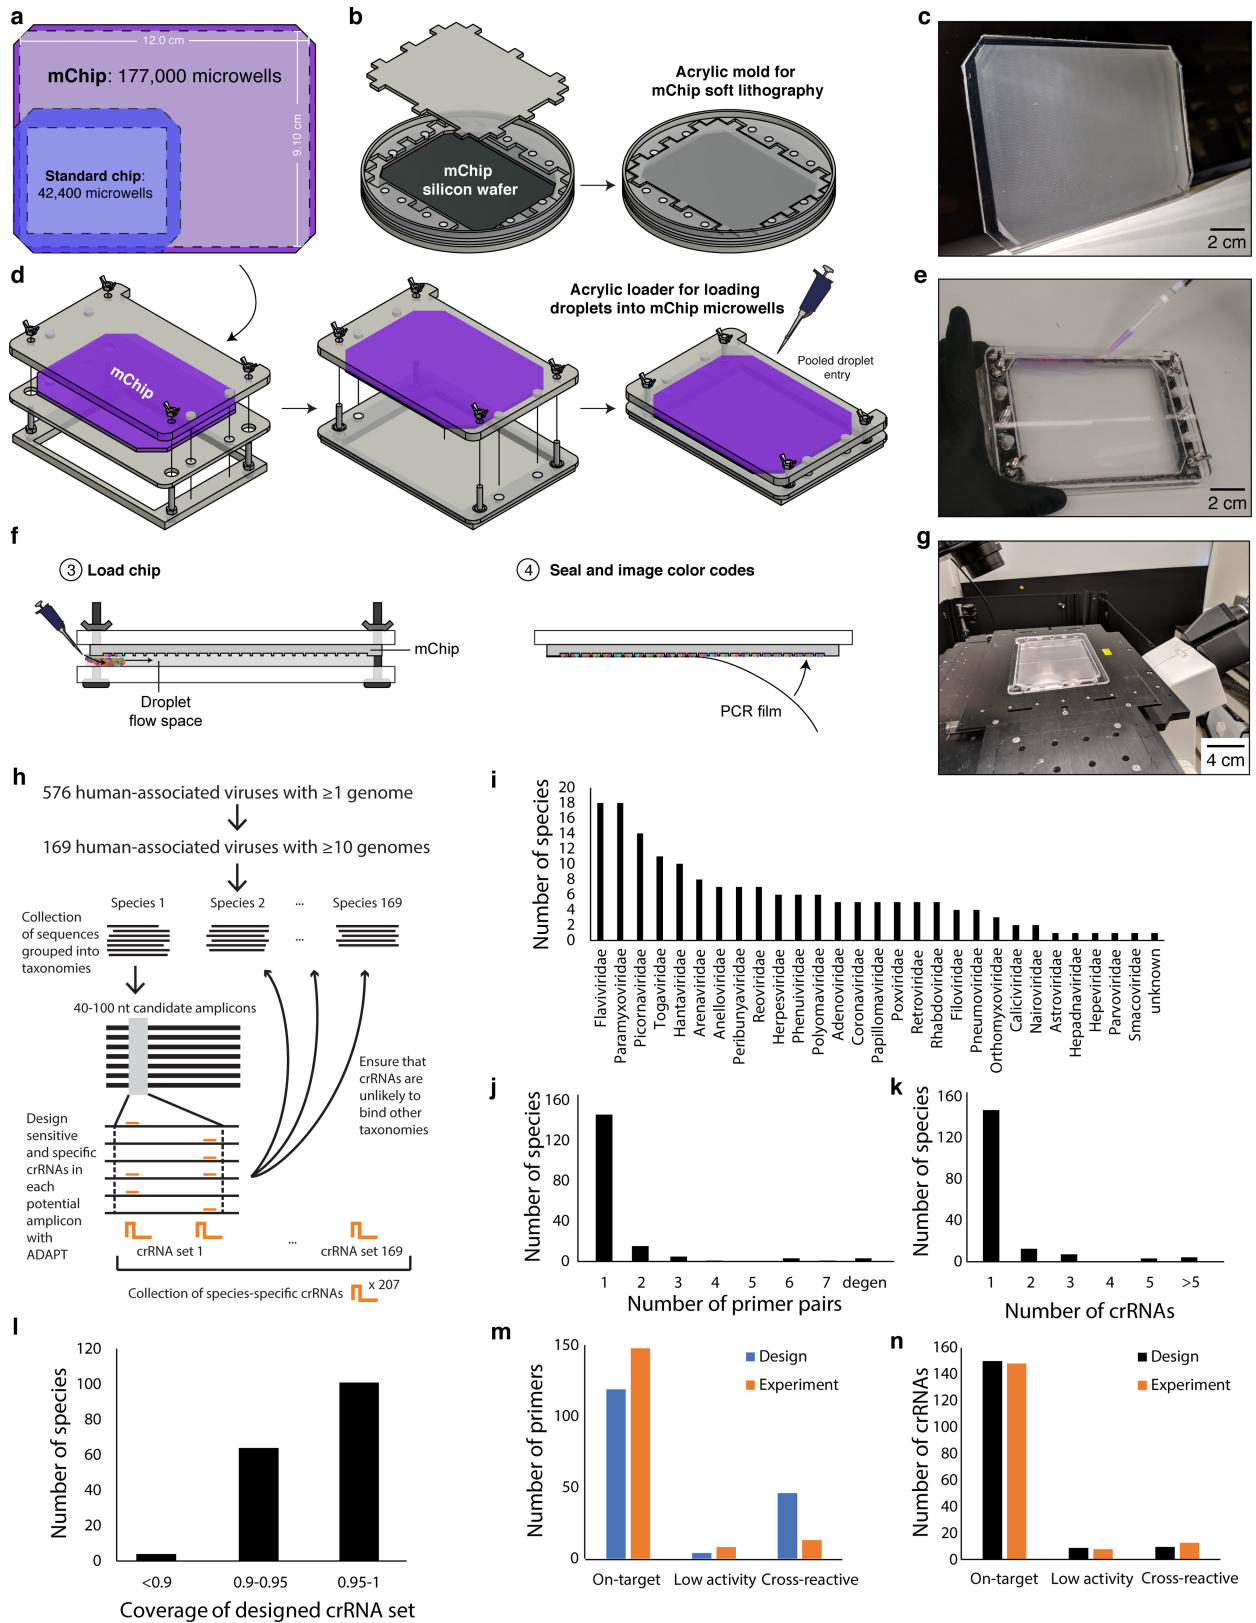 a
12.0 cm
mChip: 177,000 microwells
9.10 cm
Standard chip:
42,400 microwells
b
Acrylic mold for
mChip soft lithography
mChip
silicon wafer
c
2 cm
d
mChip
Acrylic loader for loading
droplets into mChip microwells
Pooled droplet
entry
e
2 cm
f
3 Load chip
mChip
Droplet
flow space
4 Seal and image color codes
PCR film
g
4 cm
h
576 human-associated viruses with ≥1 genome
169 human-associated viruses with ≥10 genomes
Species 1 Species 2 ... Species 169
Collection
of sequences
grouped into
taxonomies
...
40-100 nt candidate amplicons
Ensure that
crRNAs are
unlikely to
bind other
taxonomies
Design
sensitive
and specific
crRNAs in
each
potential
amplicon
with
ADAPT
crRNA set 1 ... crRNA set 169
Collection of species-specific crRNAs x 207
i
Number of species
20
18
16
14
12
10
8
6
4
2
0
Flaviviridae
Paramyxoviridae
Picornaviridae
Togaviridae
Hantaviridae
Arenaviridae
Anelloviridae
Peribunyaviridae
Reoviridae
Herpesviridae
Phenuiviridae
Polyomaviridae
Adenoviridae
Coronaviridae
Papillomaviridae
Poxviridae
Retroviridae
Rhabdoviridae
Filoviridae
Pneumoviridae
Orthomyxoviridae
Caliciviridae
Nairoviridae
Astroviridae
Hepadnaviridae
Hepeviridae
Parvoviridae
Smacoviridae
unknown
j
Number of species
160
120
80
40
0
1 2 3 4 5 6 7 degen
Number of primer pairs
k
Number of species
160
120
80
40
0
1 2 3 4 5 >5
Number of crRNAs
l
Number of species
120
100
80
60
40
20
0
<0.9 0.9-0.95 0.95-1
Coverage of designed crRNA set
m
Number of primers
150
100
50
0
Design
Experiment
On-target Low activity Cross-reactive
n
Number of crRNAs
160
140
120
100
80
60
40
20
0
Design
Experiment
On-target Low activity Cross-reactive